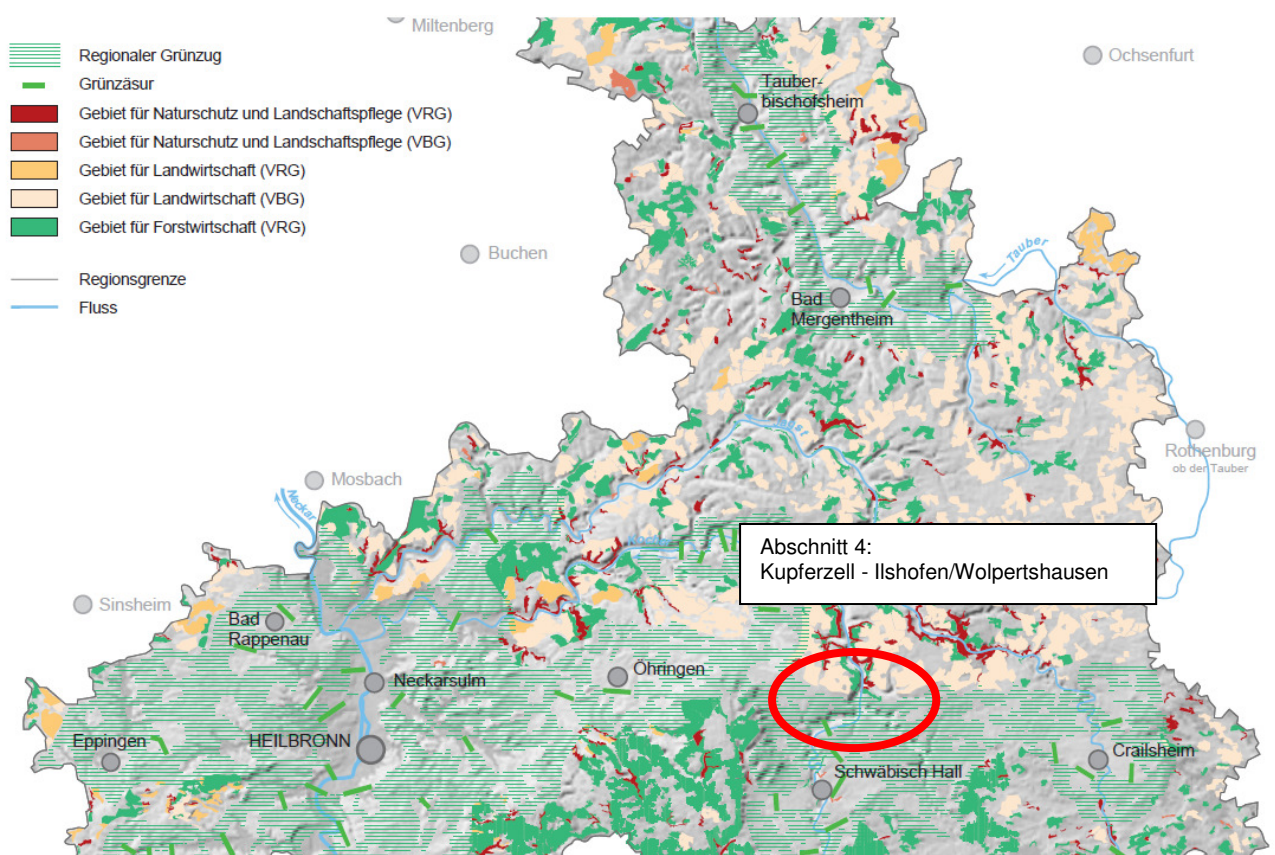 Miltenberg
Regionaler Grünzug
Ochsenfurt
Grünzäsur
Tauber-
bischofsheim
Gebiet für Naturschutz und Landschaftspflege (VRG)
Gebiet für Naturschutz und Landschaftspflege (VBG)
Gebiet für Landwirtschaft (VRG)
Gebiet für Landwirtschaft (VBG)
Gebiet für Forstwirtschaft (VRG)
Buchen
Tauber
Regionsgrenze
Fluss
Bad
Mergentheim
Rothenburg
ob der Tauber
Mosbach
Neckar
Abschnitt 4:
Kupferzell - Ilshofen/Wolpertshausen
Sinsheim
Bad
Rappenau
Öhringen
Neckarsulm
Eppingen
HEILBRONN
Crailsheim
Schwäbisch Hall